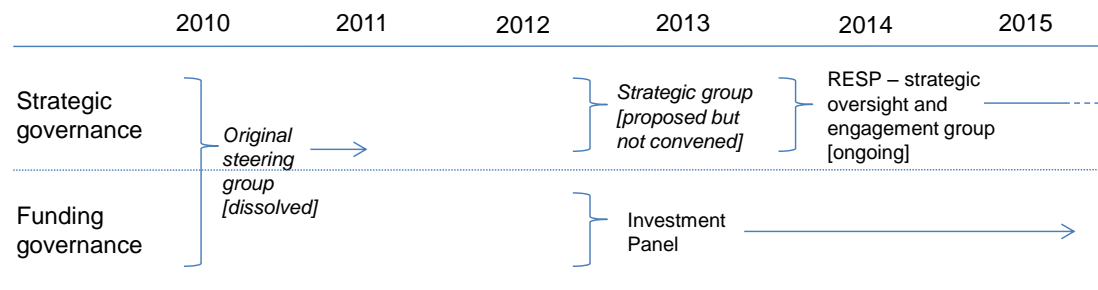 2010 2011 2012 2013 2014 2015
Strategic
governance
Original
steering
group
[dissolved]
Strategic group
[proposed but
not convened]
RESP – strategic
oversight and
engagement group
[ongoing]
Funding
governance
Investment
Panel